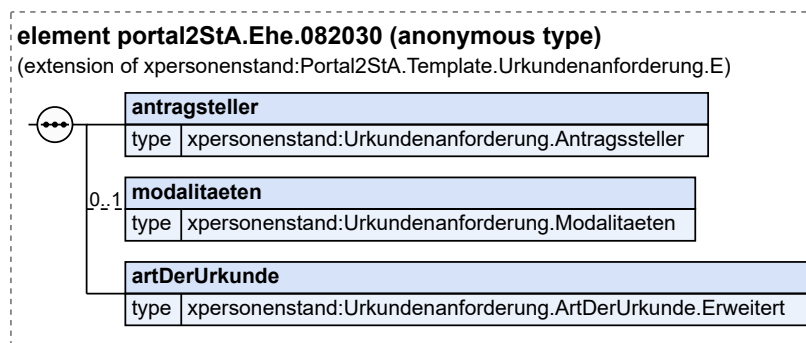 element portal2StA.Ehe.082030 (anonymous type)
(extension of xpersonenstand:Portal2StA.Template.Urkundenanforderung.E)
antragsteller
type xpersonenstand:Urkundenanforderung.Antragssteller
0..1
modalitaeten
type xpersonenstand:Urkundenanforderung.Modalitaeten
artDerUrkunde
type xpersonenstand:Urkundenanforderung.ArtDerUrkunde.Erweitert